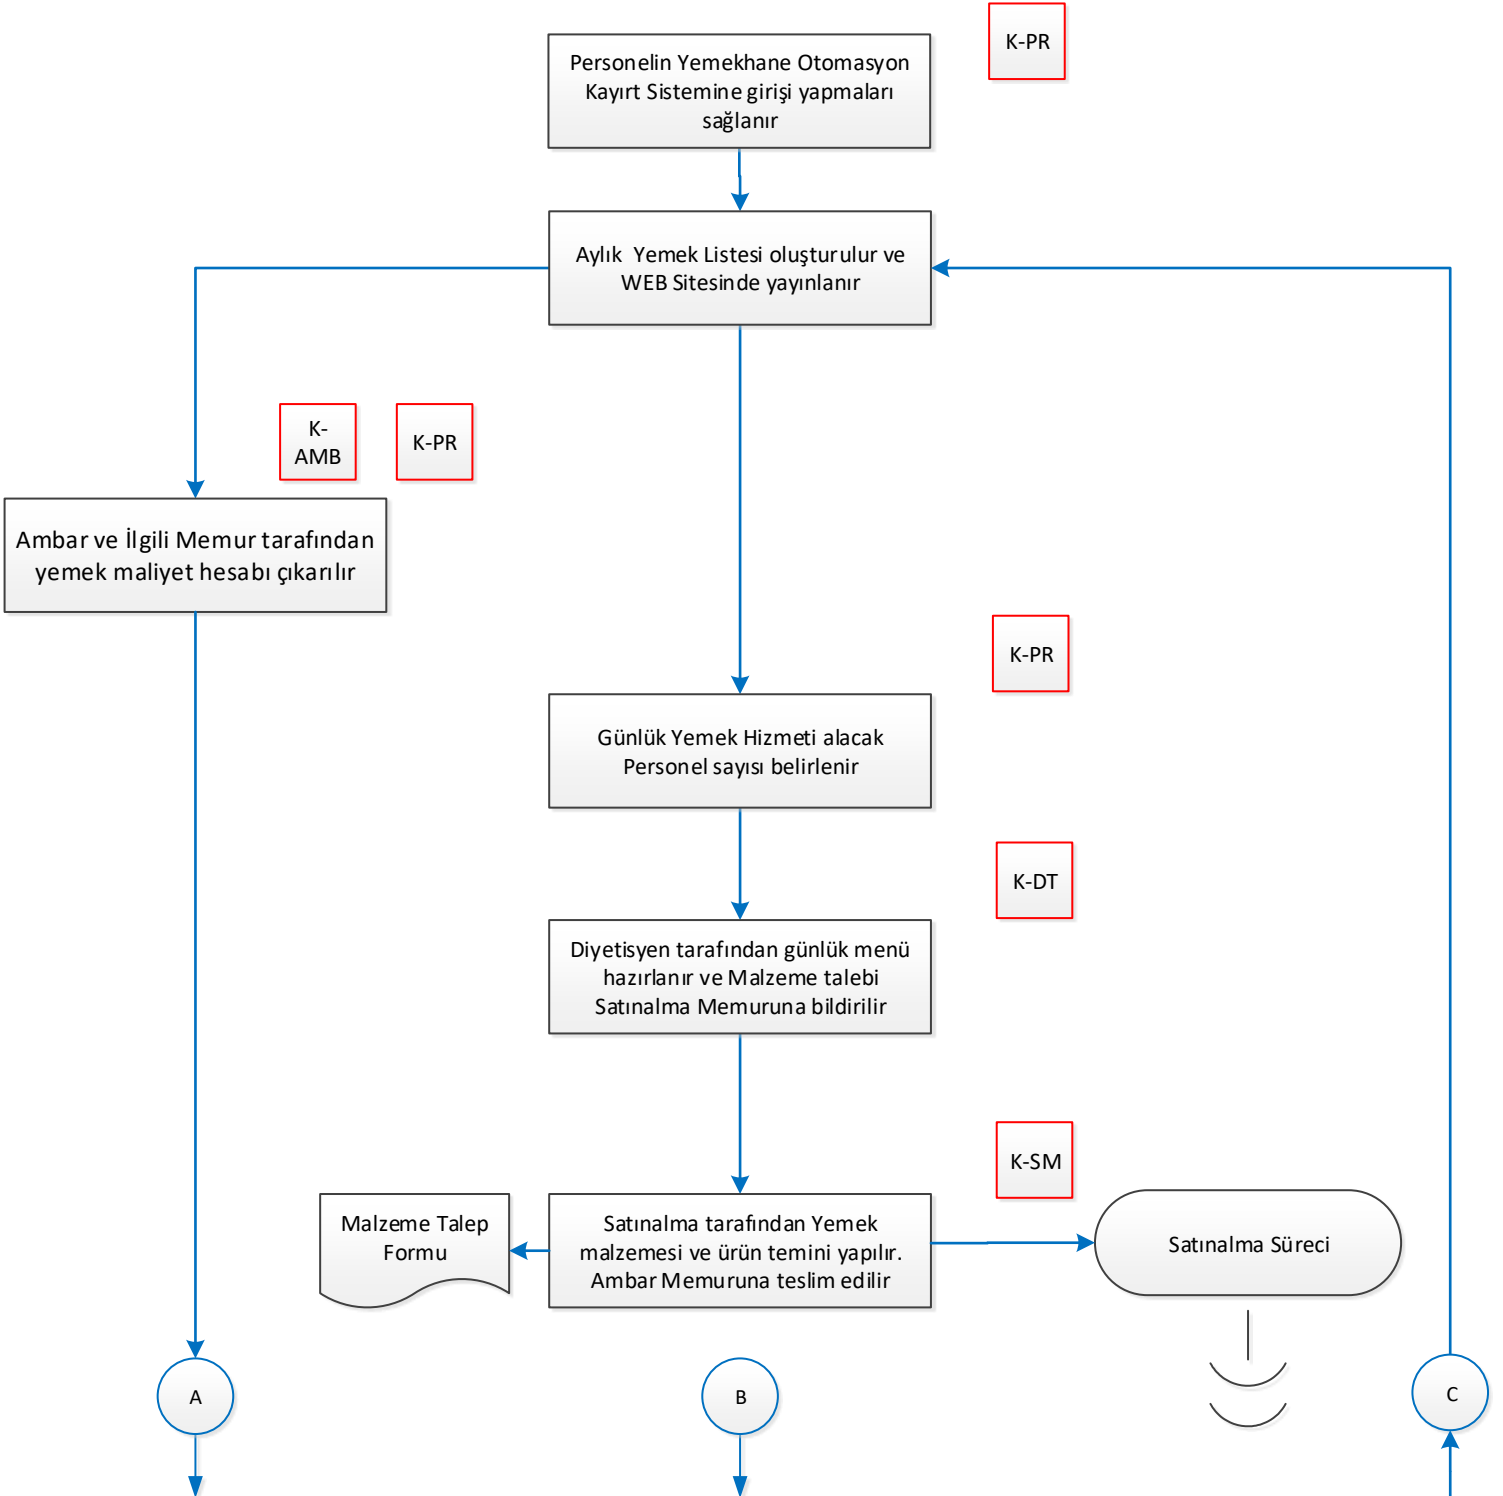 K-PR
Personelin Yemekhane Otomasyon
Kayırt Sistemine girişi yapmaları
sağlanır
Aylık Yemek Listesi oluşturulur ve
WEB Sitesinde yayınlanır
K-
AMB
K-PR
Ambar ve İlgili Memur tarafından
yemek maliyet hesabı çıkarılır
K-PR
Günlük Yemek Hizmeti alacak
Personel sayısı belirlenir
K-DT
Diyetisyen tarafından günlük menü
hazırlanır ve Malzeme talebi
Satınalma Memuruna bildirilir
K-SM
Malzeme Talep
Formu
Satınalma tarafından Yemek
malzemesi ve ürün temini yapılır.
Ambar Memuruna teslim edilir
Satınalma Süreci
A
B
C